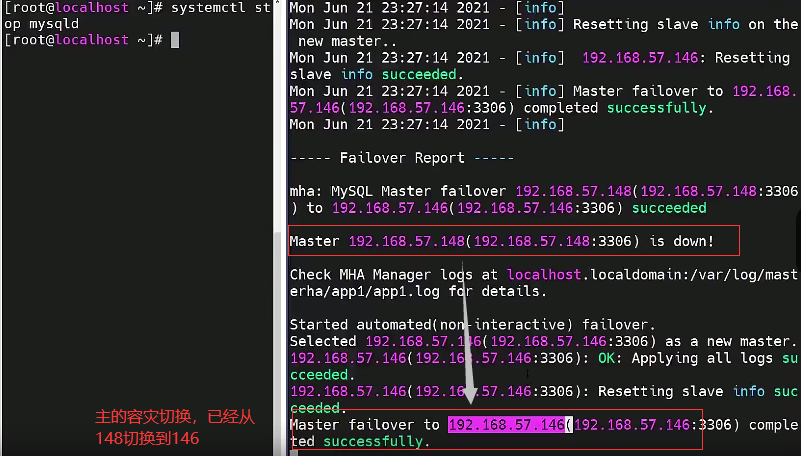 [root@localhost ~]# systemctl st
op mysqld
[root@localhost ~]#
主的容灾切换，已经从
148切换到146
Mon Jun 21 23:27:14 2021 - [info]
Mon Jun 21 23:27:14 2021 - [info] Resetting slave info on the
new master..
Mon Jun 21 23:27:14 2021 - [info]  192.168.57.146: Resetting
slave info succeeded.
Mon Jun 21 23:27:14 2021 - [info] Master failover to 192.168.
57.146(192.168.57.146:3306) completed successfully.
Mon Jun 21 23:27:14 2021 - [info]
----- Failover Report -----
mha: MySQL Master failover 192.168.57.148(192.168.57.148:3306
) to 192.168.57.146(192.168.57.146:3306) succeeded
Master 192.168.57.148(192.168.57.148:3306) is down!
Check MHA Manager logs at localhost.localdomain:/var/log/mast
erha/app1/app1.log for details.
Started automated(non-interactive) failover.
Selected 192.168.57.146(192.168.57.146:3306) as a new master.
192.168.57.146(192.168.57.146:3306): OK: Applying all logs su
cceeded.
192.168.57.146(192.168.57.146:3306): Resetting slave info suc
ceeded.
Master failover to 192.168.57.146(192.168.57.146:3306) comple
ted successfully.